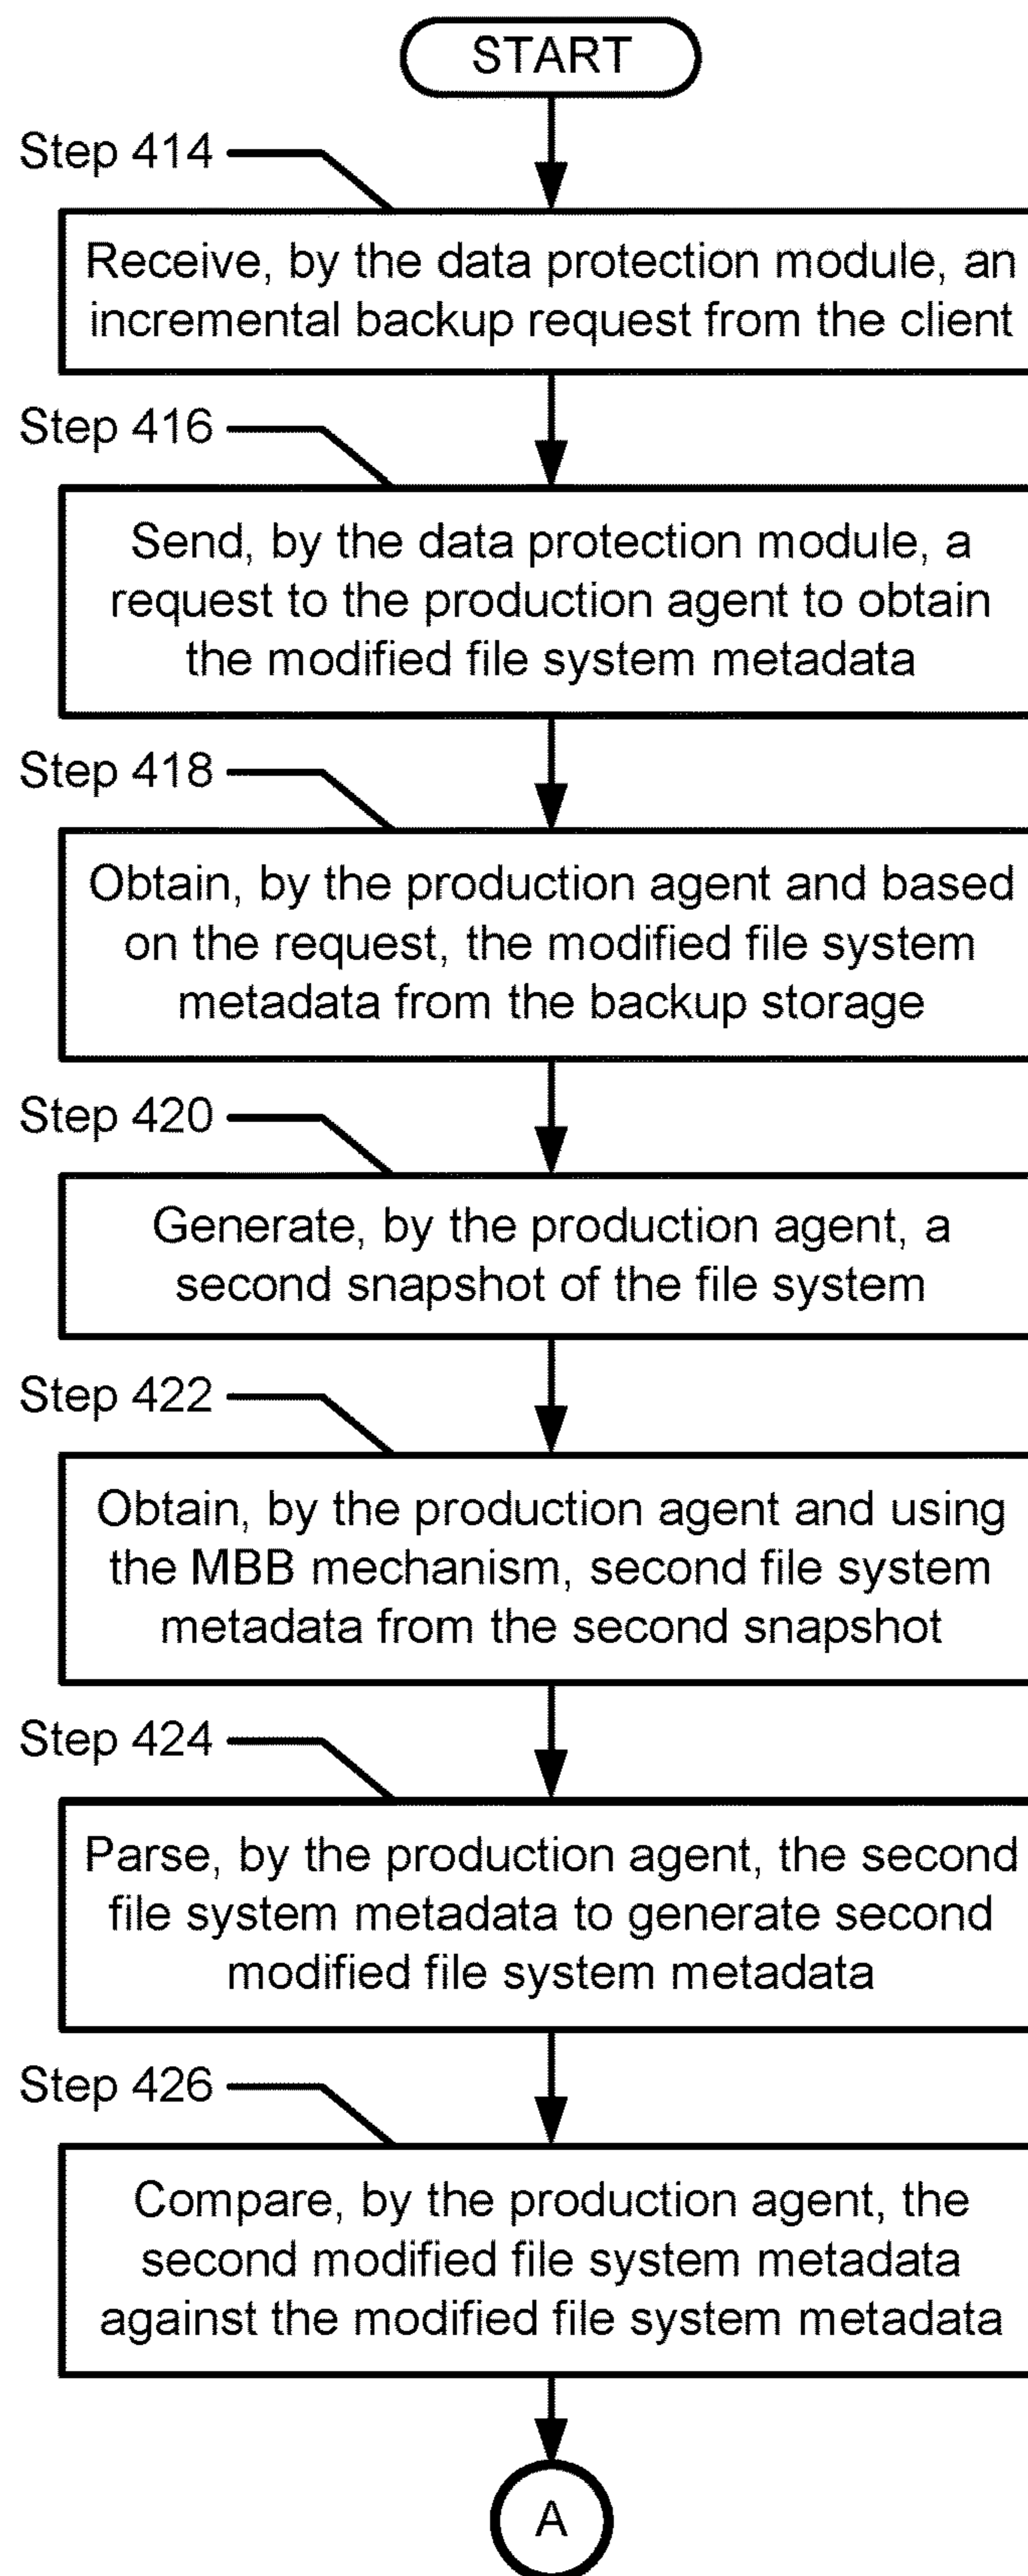 START
Step 414
Receive, by the data protection module, an
incremental backup request from the client
Step 416
Send, by the data protection module, a
request to the production agent to obtain
the modified file system metadata
Step 418
Obtain, by the production agent and based
on the request, the modified file system
metadata from the backup storage
Step 420
Generate, by the production agent, a
second snapshot of the file system
Step 422
Obtain, by the production agent and using
the MBB mechanism, second file system
metadata from the second snapshot
Step 424
Parse, by the production agent, the second
file system metadata to generate second
modified file system metadata
Step 426
Compare, by the production agent, the
second modified file system metadata
against the modified file system metadata
A